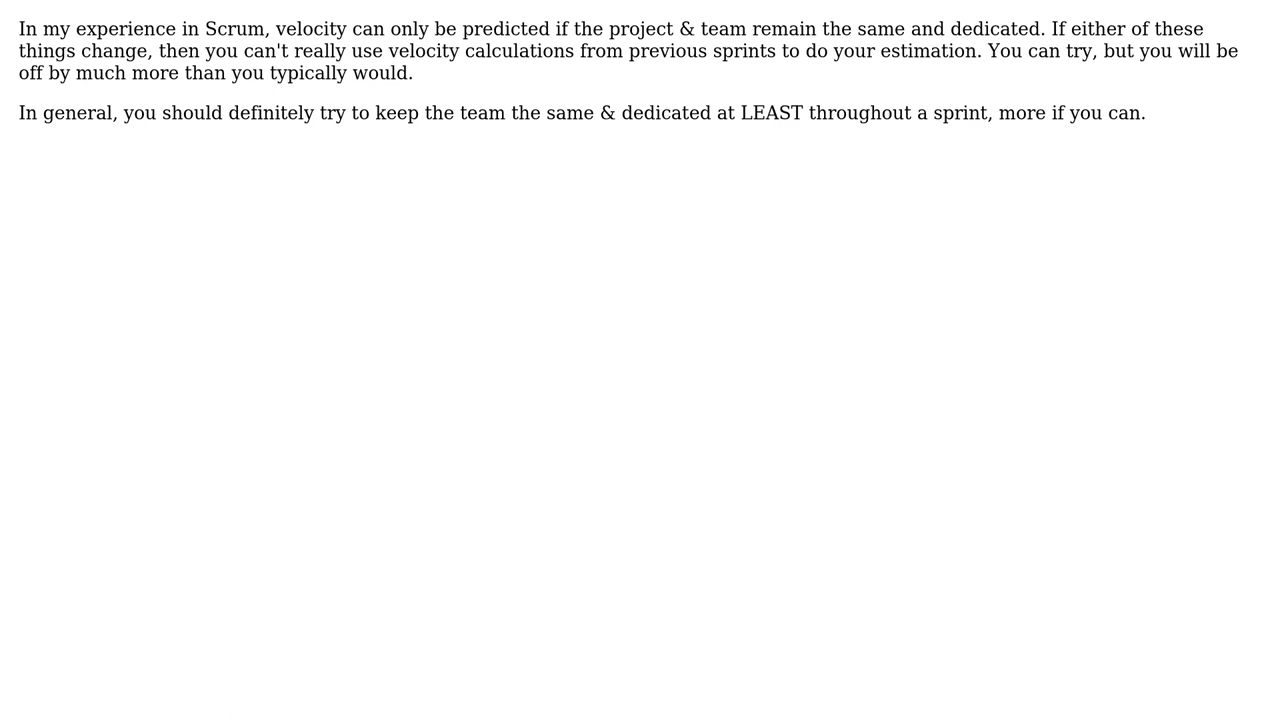 In my experience in Scrum, velocity can only be predicted if the project & team remain the same and dedicated. If either of these
things change, then you can't really use velocity calculations from previous sprints to do your estimation. You can try, but you will be
off by much more than you typically would.
In general, you should definitely try to keep the team the same & dedicated at LEAST throughout a sprint, more if you can.